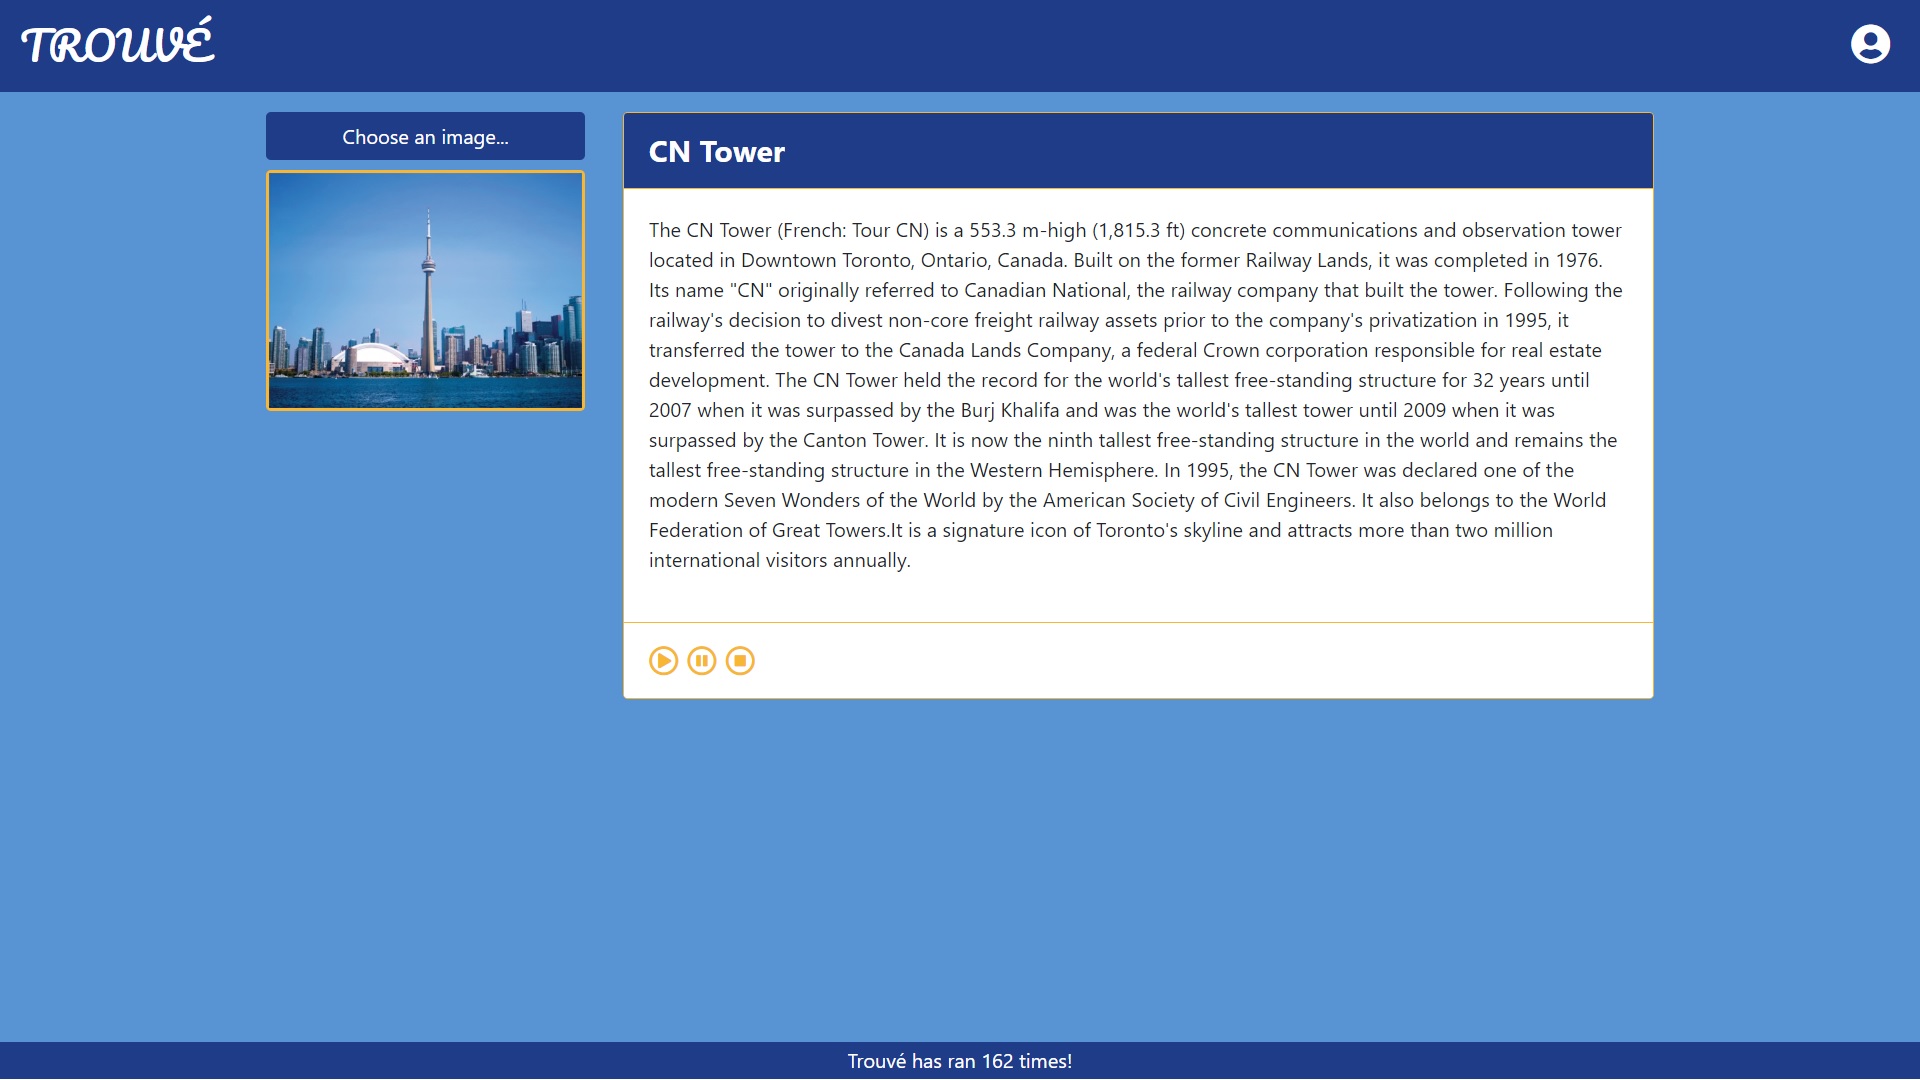 TROUVÉ
Choose an image...
CN Tower
The CN Tower (French: Tour CN) is a 553.3 m-high (1,815.3 ft) concrete communications and observation tower
located in Downtown Toronto, Ontario, Canada. Built on the former Railway Lands, it was completed in 1976.
Its name "CN" originally referred to Canadian National, the railway company that built the tower. Following the
railway's decision to divest non-core freight railway assets prior to the company's privatization in 1995, it
transferred the tower to the Canada Lands Company, a federal Crown corporation responsible for real estate
development. The CN Tower held the record for the world's tallest free-standing structure for 32 years until
2007 when it was surpassed by the Burj Khalifa and was the world's tallest tower until 2009 when it was
surpassed by the Canton Tower. It is now the ninth tallest free-standing structure in the world and remains the
tallest free-standing structure in the Western Hemisphere. In 1995, the CN Tower was declared one of the
modern Seven Wonders of the World by the American Society of Civil Engineers. It also belongs to the World
Federation of Great Towers.It is a signature icon of Toronto's skyline and attracts more than two million
international visitors annually.
Trouvé has ran 162 times!